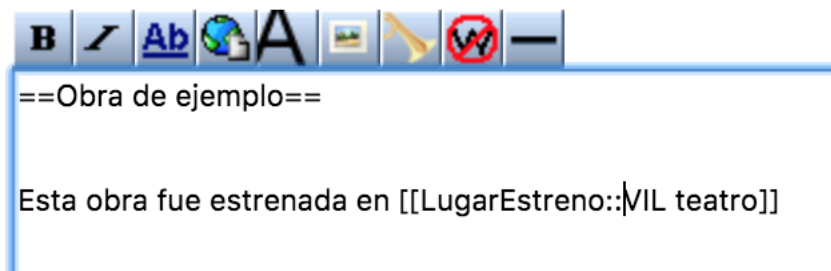 B I Ab A W
==Obra de ejemplo==
Esta obra fue estrenada en [[LugarEstreno::VIL teatro]]